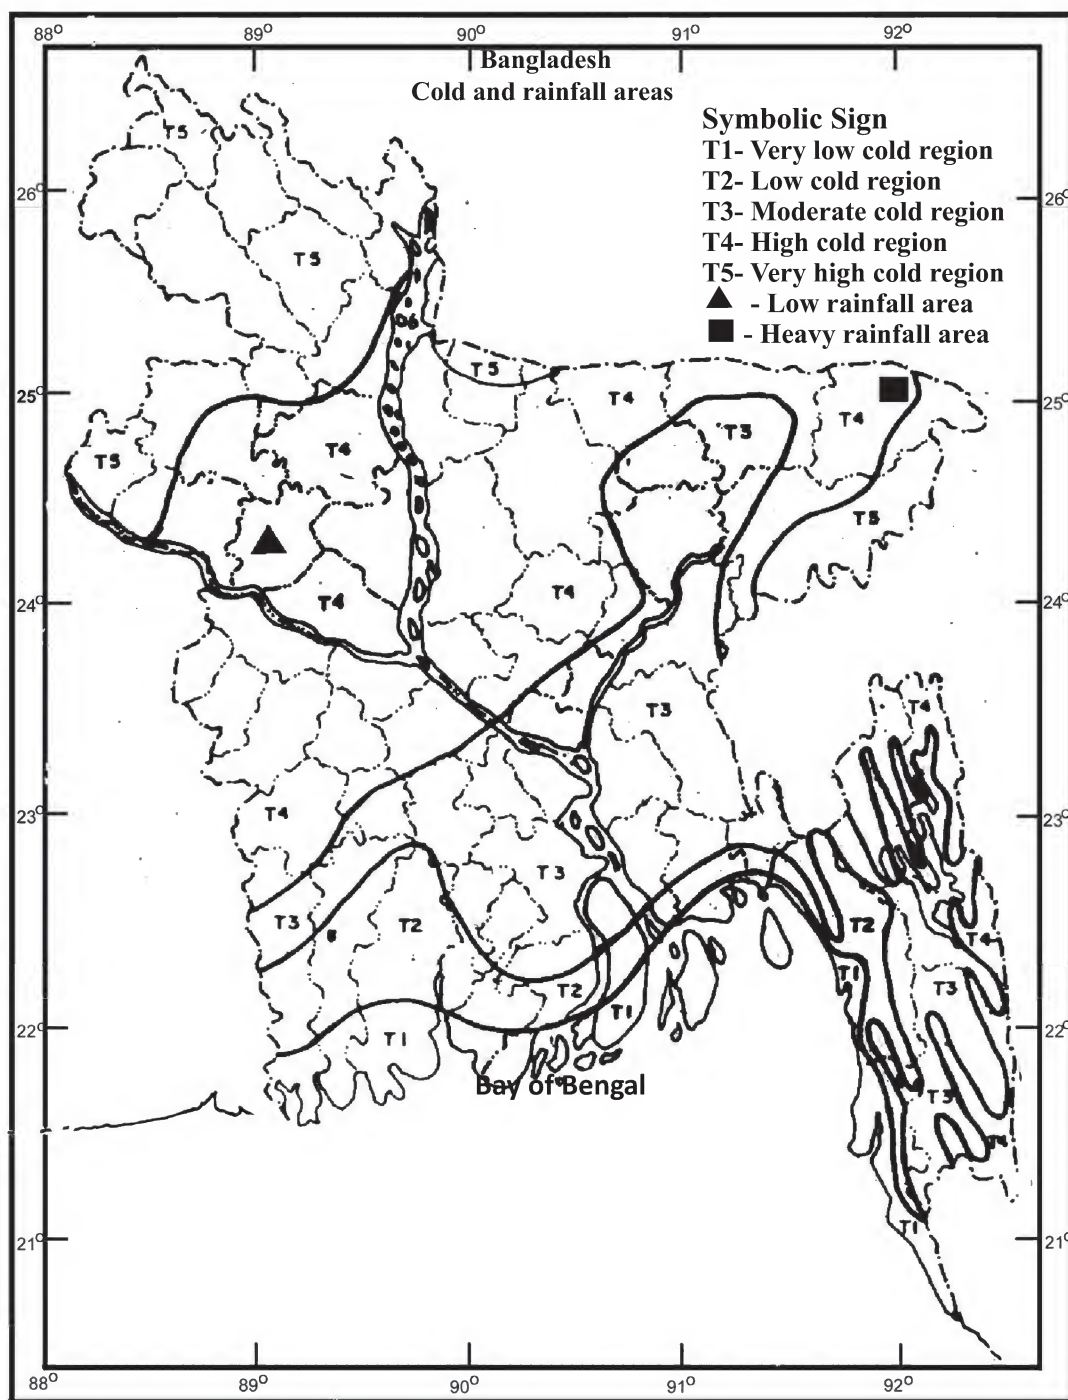 88° 89° 90° 91° 92°
Bangladesh
Cold and rainfall areas
Symbolic Sign
T1- Very low cold region
T2- Low cold region
T3- Moderate cold region
T4- High cold region
T5- Very high cold region
- Low rainfall area
- Heavy rainfall area
T5
26° 26°
T5
T5
25° 25°
T4
T4
T3
T4
T5
T5
24° 24°
T4
T4
T3
T4
23° 23°
T4
T3
T3
T2
T2
T4
T1
T2
T3
T1
22° 22°
T1
Bay of Bengal
T3
T4
T1
21° 21°
88° 89° 90° 91° 92°